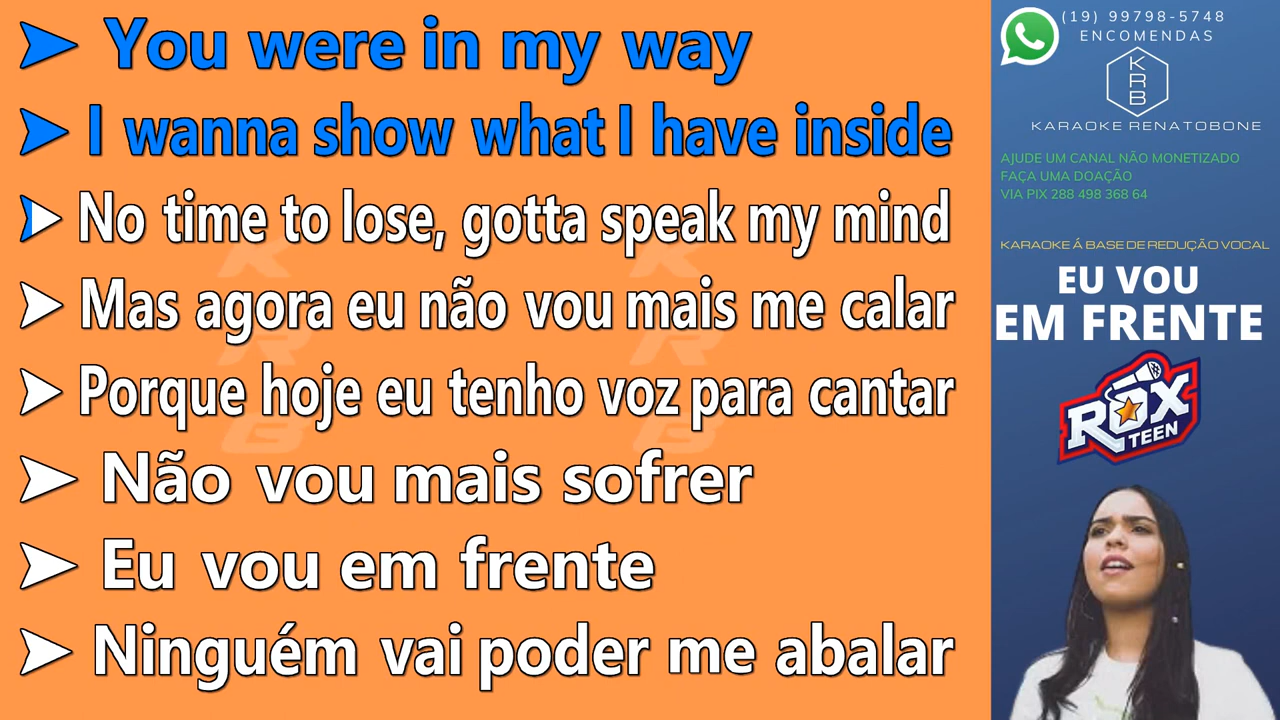 You were in my way
I wanna show what I have inside
No time to lose, gotta speak my mind
Mas agora eu não vou mais me calar
Porque hoje eu tenho voz para cantar
Não vou mais sofrer
Eu vou em frente
Ninguém vai poder me abalar
(19) 99798-5748
ENCOMENDAS
K
R
B
KARAOKE RENATOBONE
AJUDE UM CANAL NÃO MONETIZADO
FAÇA UMA DOAÇÃO
VIA PIX 288 498 368 64
KARAOKE Á BASE DE REDUÇÃO VOCAL
EU VOU
EM FRENTE
ROX
TEEN
K K
R R
B B